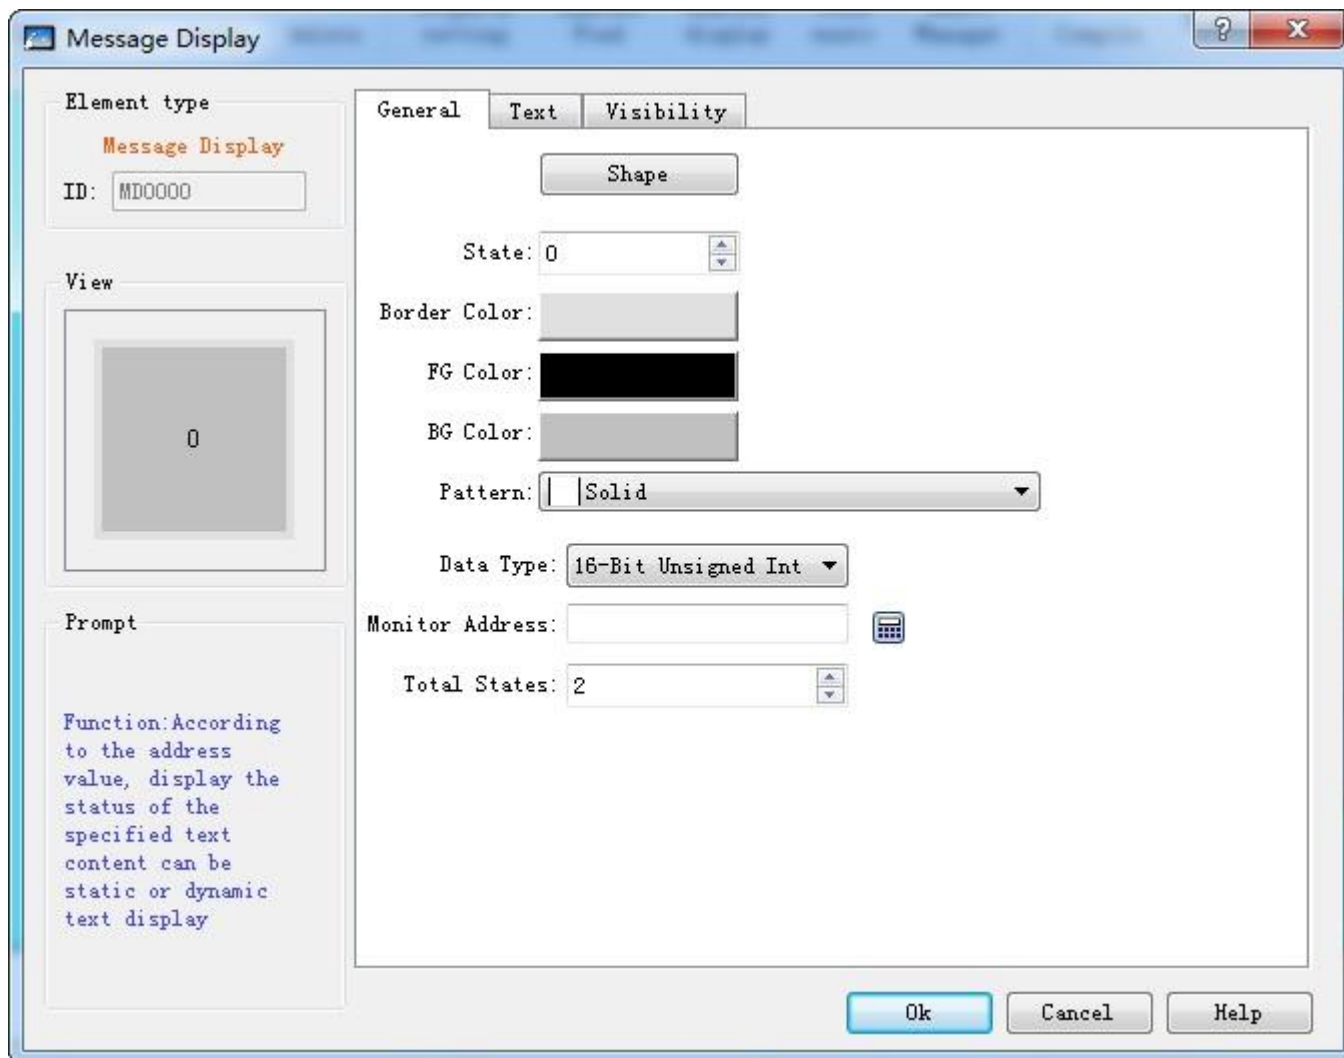 Message Display
?
X
Element type
Message Display
ID: MD0000
View
0
Prompt
Function:According
to the address
value, display the
status of the
specified text
content can be
static or dynamic
text display
General Text Visibility
Shape
State: 0
Border Color:
FG Color:
BG Color:
Pattern: Solid
Data Type: 16-Bit Unsigned Int
Monitor Address:
Total States: 2
Ok Cancel Help